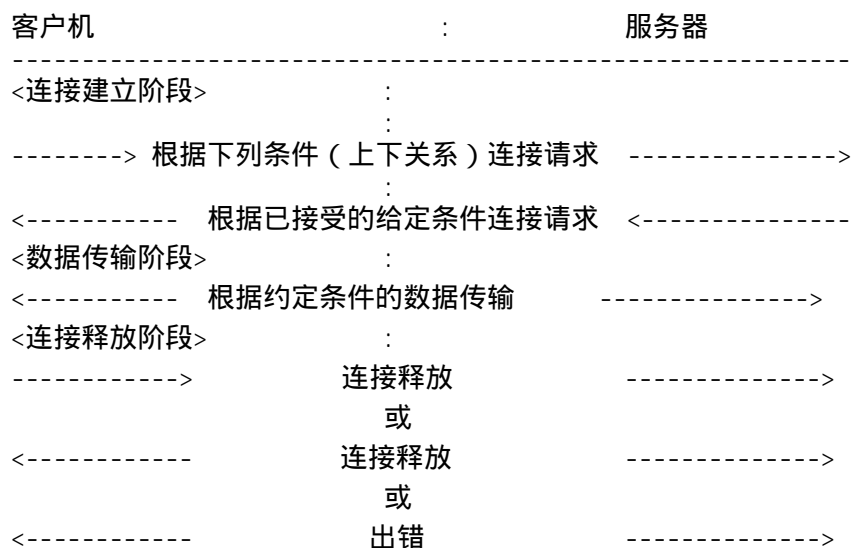 客户机 : 服务器
------------------------------------------------------------
<连接建立阶段> :
:
--------> 根据下列条件（上下关系）连接请求 --------------->
:
<----------- 根据已接受的给定条件连接请求 <---------------
<数据传输阶段> :
<----------- 根据约定条件的数据传输 --------------->
<连接释放阶段> :
------------> 连接释放 -------------->
或
<------------ 连接释放 -------------->
或
<------------ 出错 -------------->